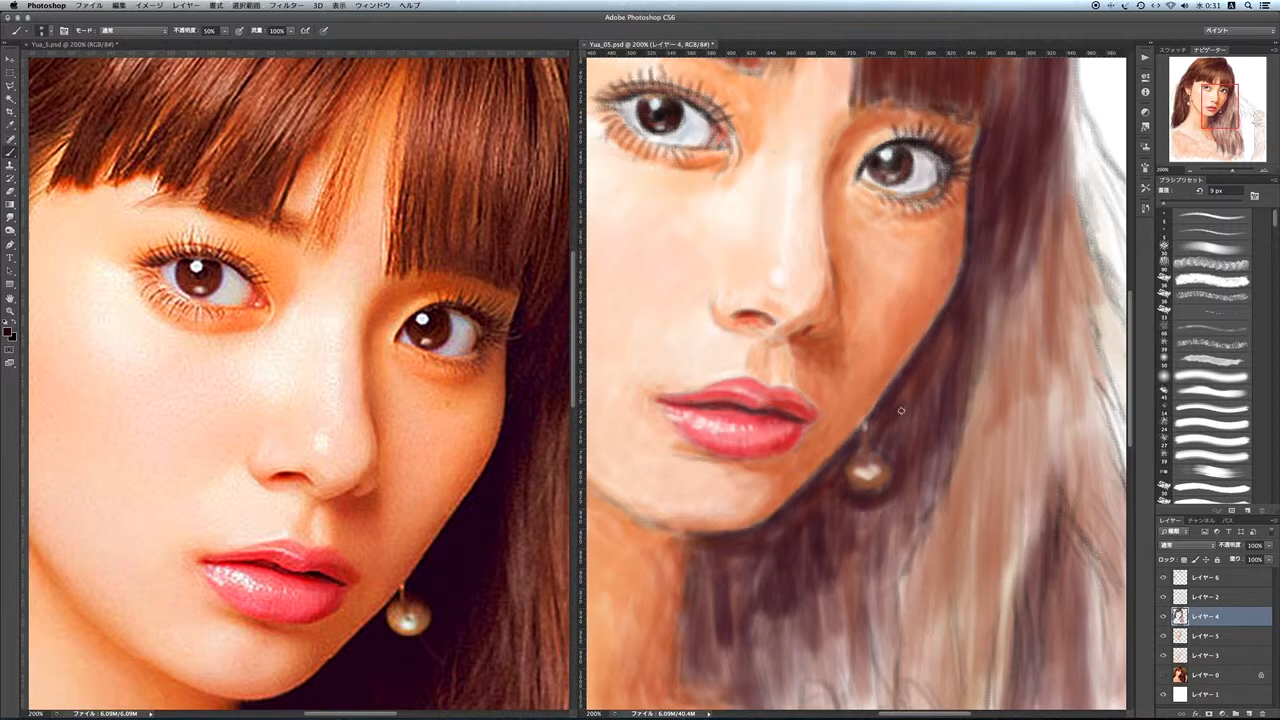 Photoshop ファイル 編集 イメージ レイヤー 書式 選択範囲 フィルター 3D 表示 ウィンドウ ヘルプ
水 0:31
Adobe Photoshop CS6
モード: 通常 不透明度: 50% 流量: 100%
ペイント
Yua_5.psd @ 200% (RGB/8#) *
Yua_05.psd @ 200% (レイヤー 4, RGB/8#) *
スウォッチ ナビゲーター
200%
ブラシプリセット
直径: 9 px
レイヤー チャンネル パス
種類
通常 不透明度: 100%
ロック: 塗り: 100%
レイヤー 6
レイヤー 2
レイヤー 4
レイヤー 5
レイヤー 3
レイヤー 0
レイヤー 1
200% ファイル : 6.09M/6.09M
200% ファイル : 6.09M/40.4M